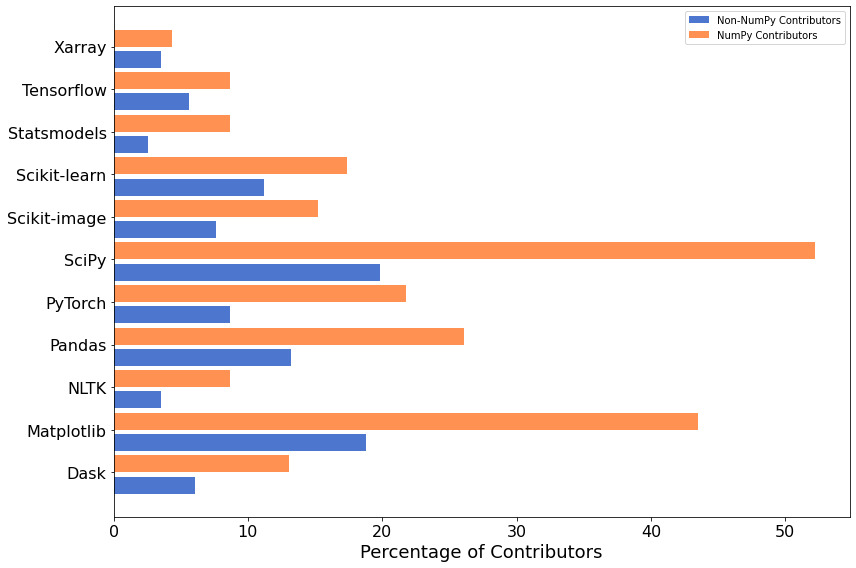 Non-NumPy Contributors
NumPy Contributors
Xarray
Tensorflow
Statsmodels
Scikit-learn
Scikit-image
SciPy
PyTorch
Pandas
NLTK
Matplotlib
Dask
0 10 20 30 40 50
Percentage of Contributors